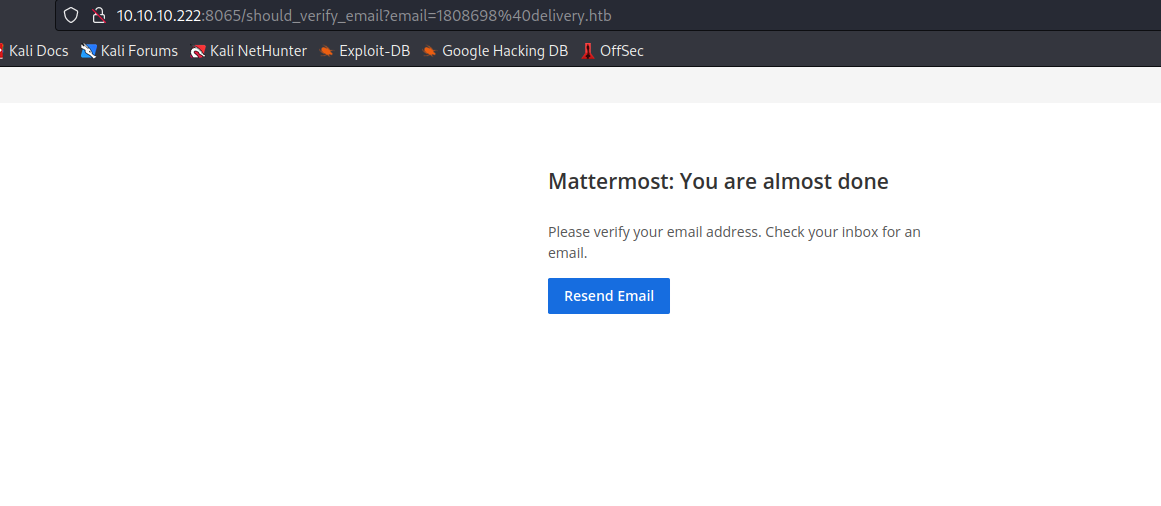 10.10.10.222:8065/should_verify_email?email=1808698%40delivery.htb
Kali Docs Kali Forums Kali NetHunter Exploit-DB Google Hacking DB OffSec
Mattermost: You are almost done
Please verify your email address. Check your inbox for an
email.
Resend Email